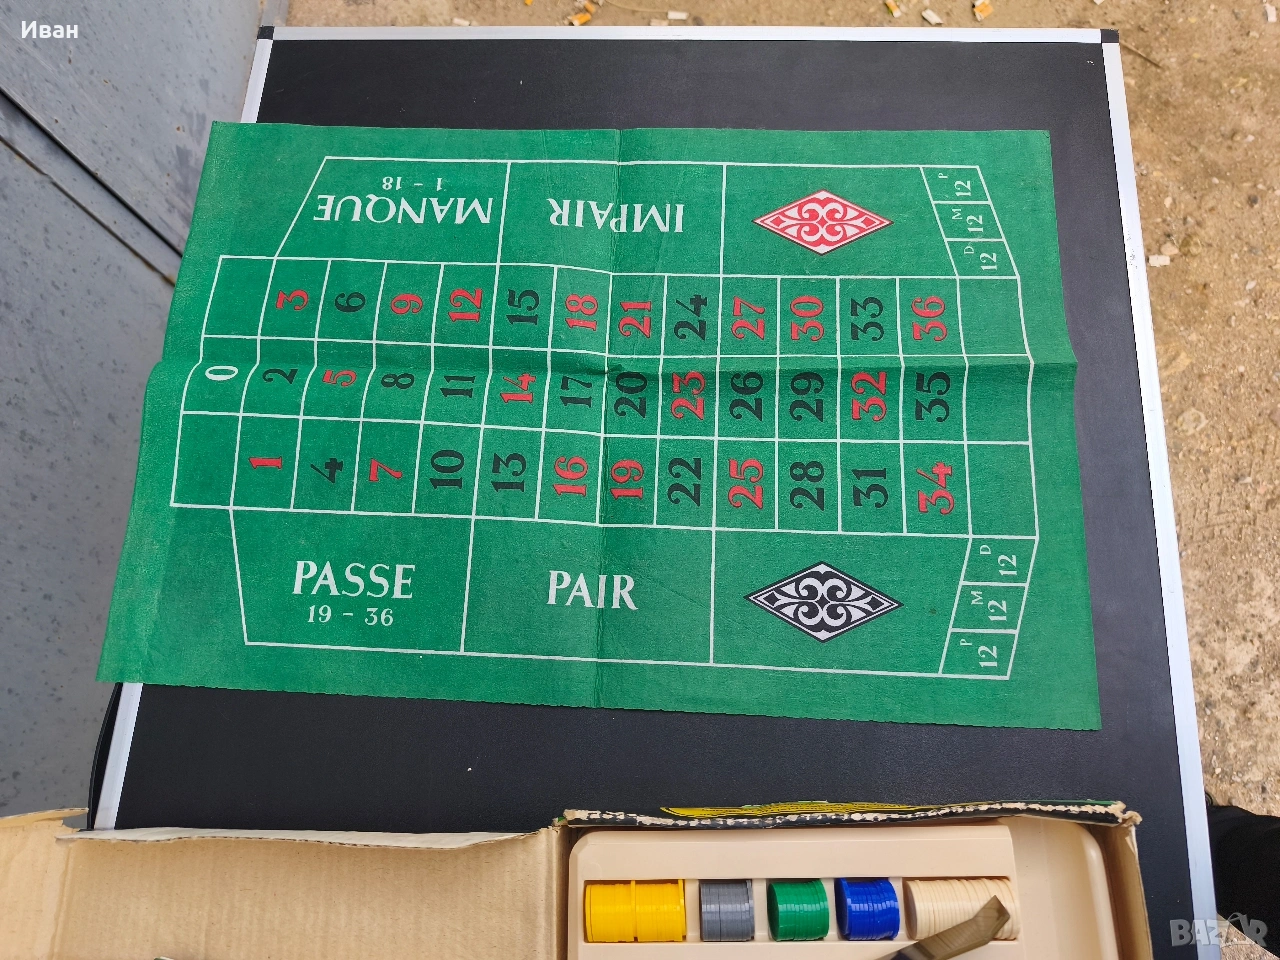 Иван
MANQUE
1 - 18
IMPAIR
12 P
12 M
12 D
3 6 9 12 15 18 21 24 27 30 33 36
0 2 5 8 11 14 17 20 23 26 29 32 35
1 4 7 10 13 16 19 22 25 28 31 34
PASSE
19 - 36
PAIR
12 D
12 M
12 P
BAZAR